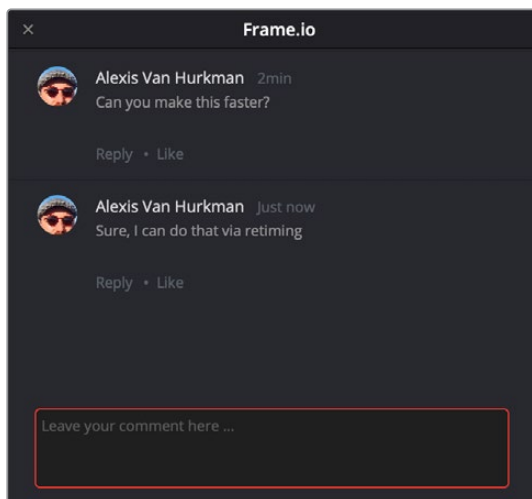 Frame.io
Alexis Van Hurkman 2min
Can you make this faster?
Reply • Like
Alexis Van Hurkman Just now
Sure, I can do that via retiming
Reply • Like
Leave your comment here ...